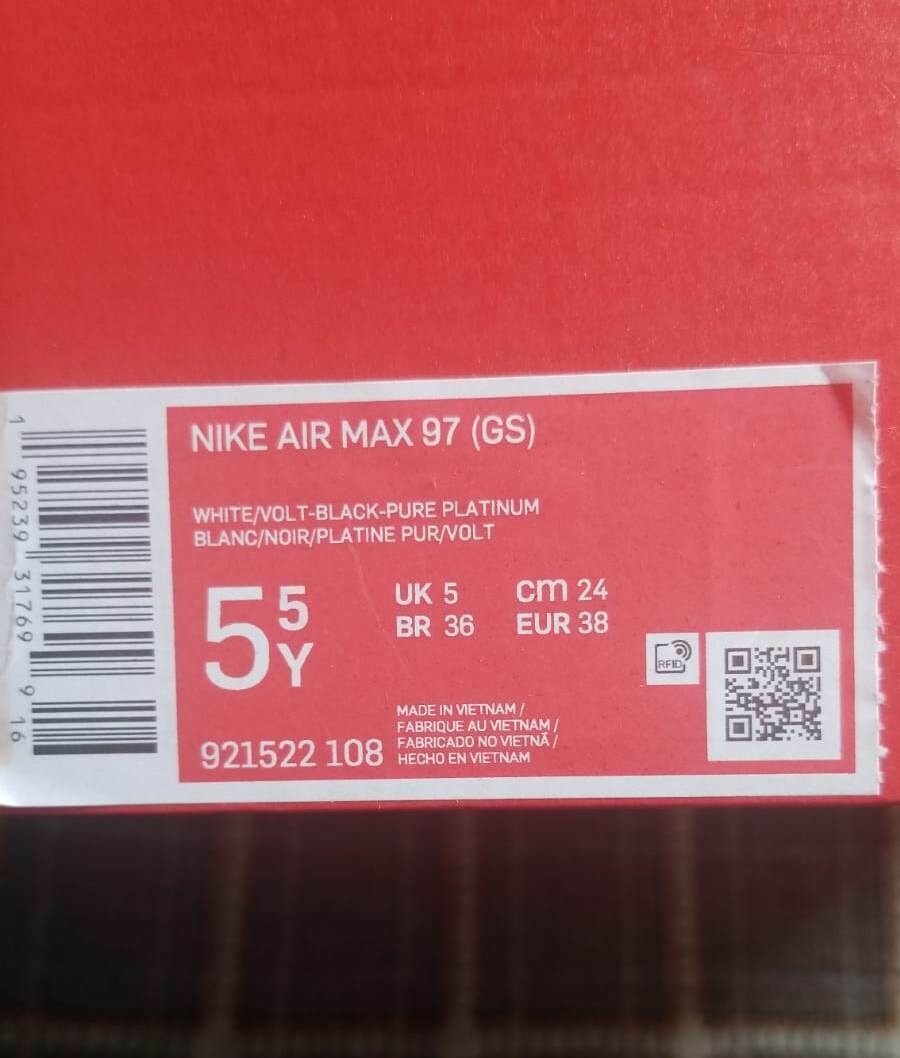 NIKE AIR MAX 97 (GS)
WHITE/VOLT-BLACK-PURE PLATINUM
BLANC/NOIR/PLATINE PUR/VOLT
5 5 Y
UK 5 cm 24
BR 36 EUR 38
RFID
MADE IN VIETNAM /
FABRIQUE AU VIETNAM /
FABRICADO NO VIETNÃ /
HECHO EN VIETNAM
921522 108
1 95239 31769 9 16